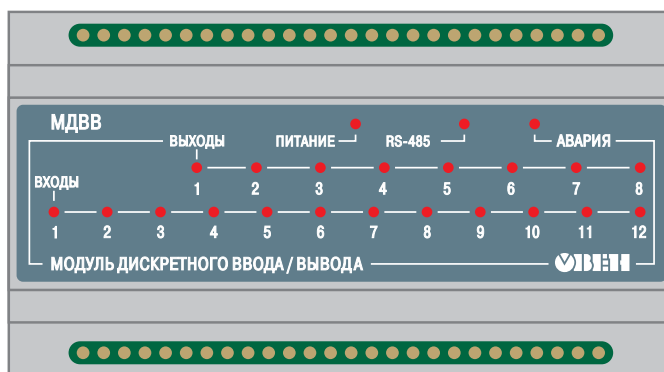 МДВВ
ВЫХОДЫ ПИТАНИЕ RS-485 АВАРИЯ
1 2 3 4 5 6 7 8
ВХОДЫ
1 2 3 4 5 6 7 8 9 10 11 12
МОДУЛЬ ДИСКРЕТНОГО ВВОДА / ВЫВОДА ОВЕН